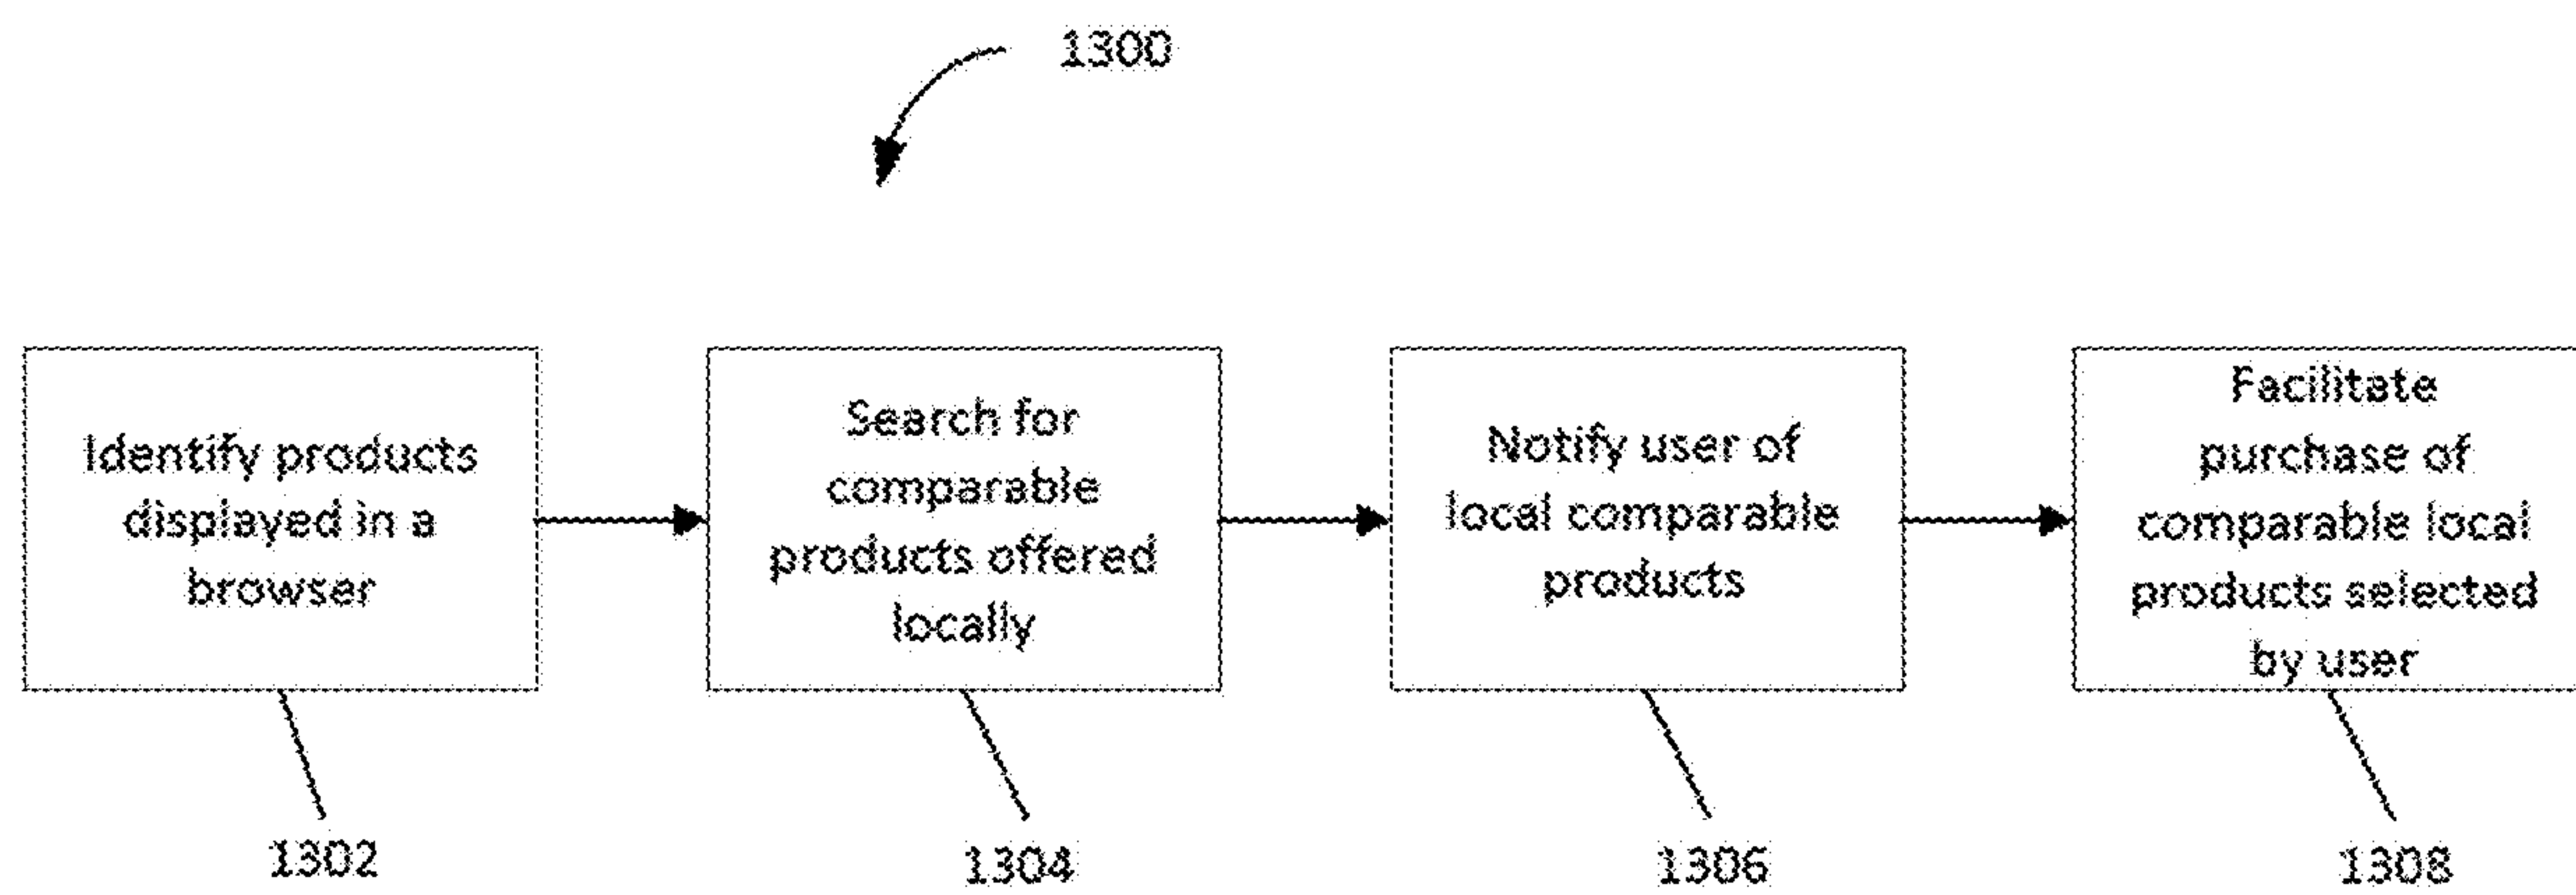 1300
Identify products
displayed in a
browser
Search for
comparable
products offered
locally
Notify user of
local comparable
products
Facilitate
purchase of
comparable local
products selected
by user
1302
1304
1306
1308